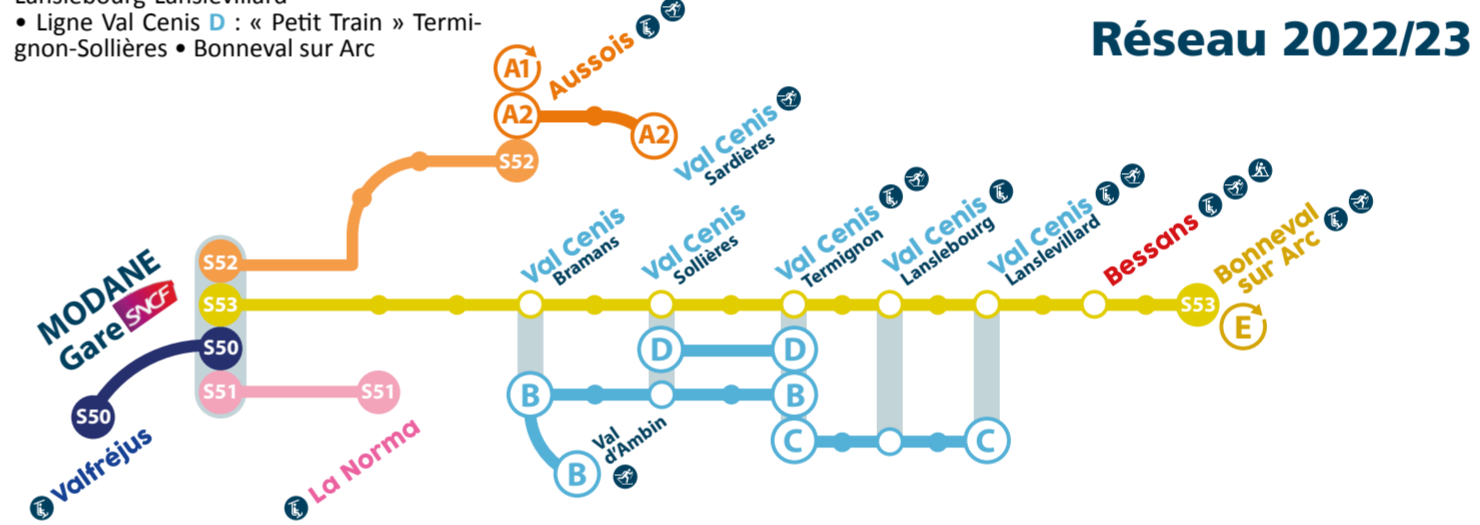 Lanslebourg-Lanslevillard
• Ligne Val Cenis D : « Petit Train » Termi-
gnon-Sollières • Bonneval sur Arc
Réseau 2022/23
A1
Aussois
A2
A2
S52
Val Cenis
Sardières
MODANE
Gare SNCF
S52
S53
S50
S51
S50
Valfréjus
S51
La Norma
Val Cenis
Bramans
Val Cenis
Sollières
Val Cenis
Termignon
Val Cenis
Lanslebourg
Val Cenis
Lanslevillard
Bessans
Bonneval
sur Arc
S53
E
D
D
B
B
B
Val
d'Ambin
C
C